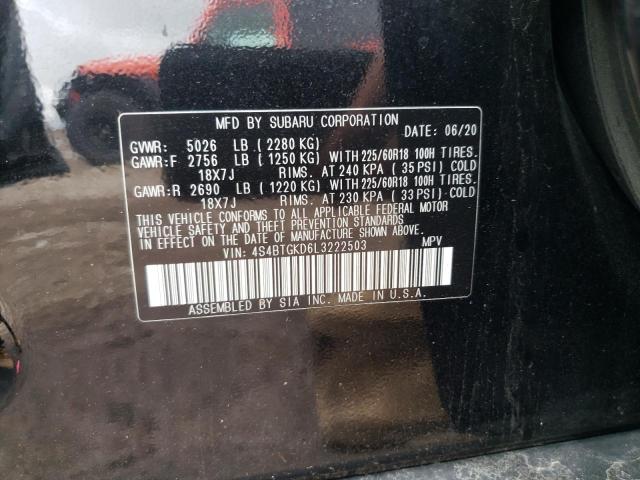 MFD BY SUBARU CORPORATION
DATE: 06/20
GVWR: 5026 LB (2280 KG)
GAWR:F 2756 LB (1250 KG) WITH 225/60R18 100H TIRES.
18X7J RIMS. AT 240 KPA (35 PSI) COLD
GAWR:R 2690 LB (1220 KG) WITH 225/60R18 100H TIRES.
18X7J RIMS. AT 230 KPA (33 PSI) COLD
THIS VEHICLE CONFORMS TO ALL APPLICABLE FEDERAL MOTOR
VEHICLE SAFETY BUMPER, AND THEFT PREVENTION STANDARDS
IN EFFECT ON THE DATE OF MANUFACTURE SHOWN ABOVE.
VIN: 4S4BTGKD6L3222503 MPV
ASSEMBLED BY SIA INC. MADE IN U.S.A.